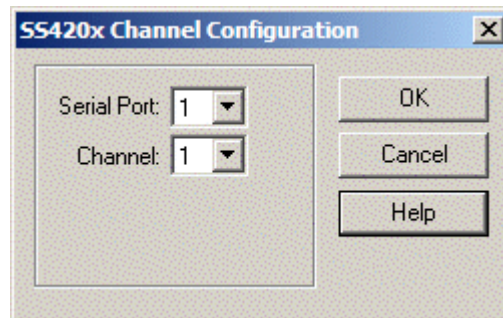 SS420x Channel Configuration
Serial Port: 1
Channel: 1
OK
Cancel
Help